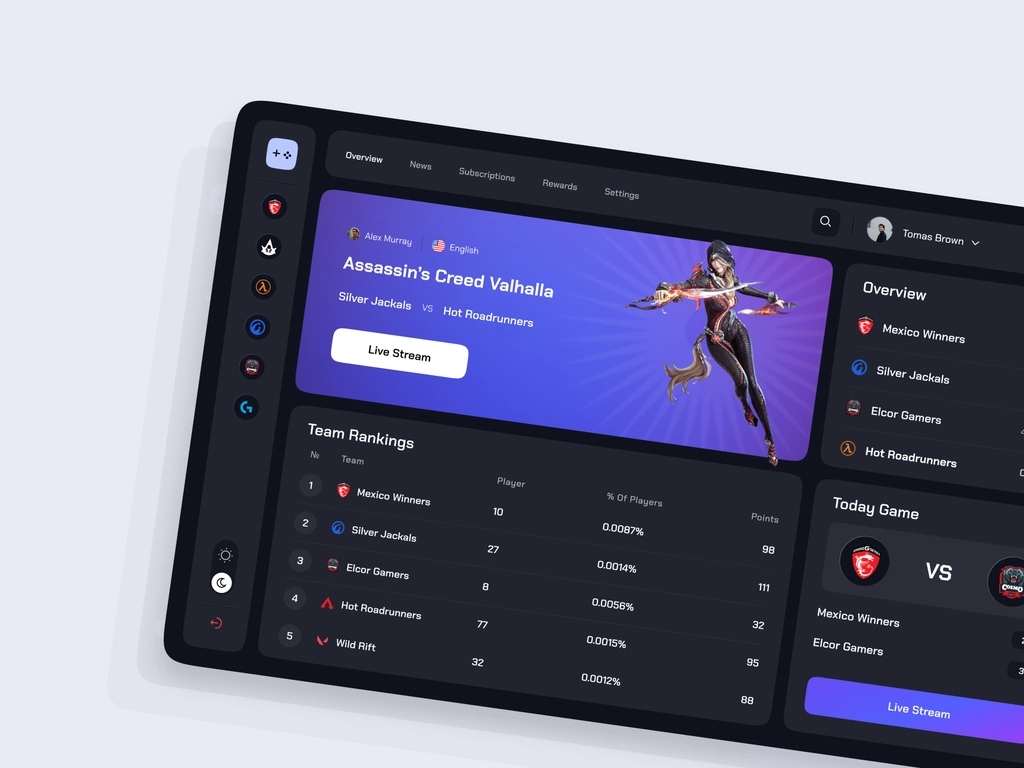 Overview
News
Subscriptions
Rewards
Settings
Tomas Brown
Alex Murray
English
Assassin's Creed Valhalla
Silver Jackals VS Hot Roadrunners
Live Stream
Overview
Mexico Winners
Silver Jackals
Elcor Gamers
Hot Roadrunners
Team Rankings
№ Team Player % Of Players Points
1 Mexico Winners 10 0.0087% 98
2 Silver Jackals 27 0.0014% 111
3 Elcor Gamers 8 0.0056% 32
4 Hot Roadrunners 77 0.0015% 95
5 Wild Rift 32 0.0012% 88
Today Game
VS
COSMO
Mexico Winners
Elcor Gamers
Live Stream